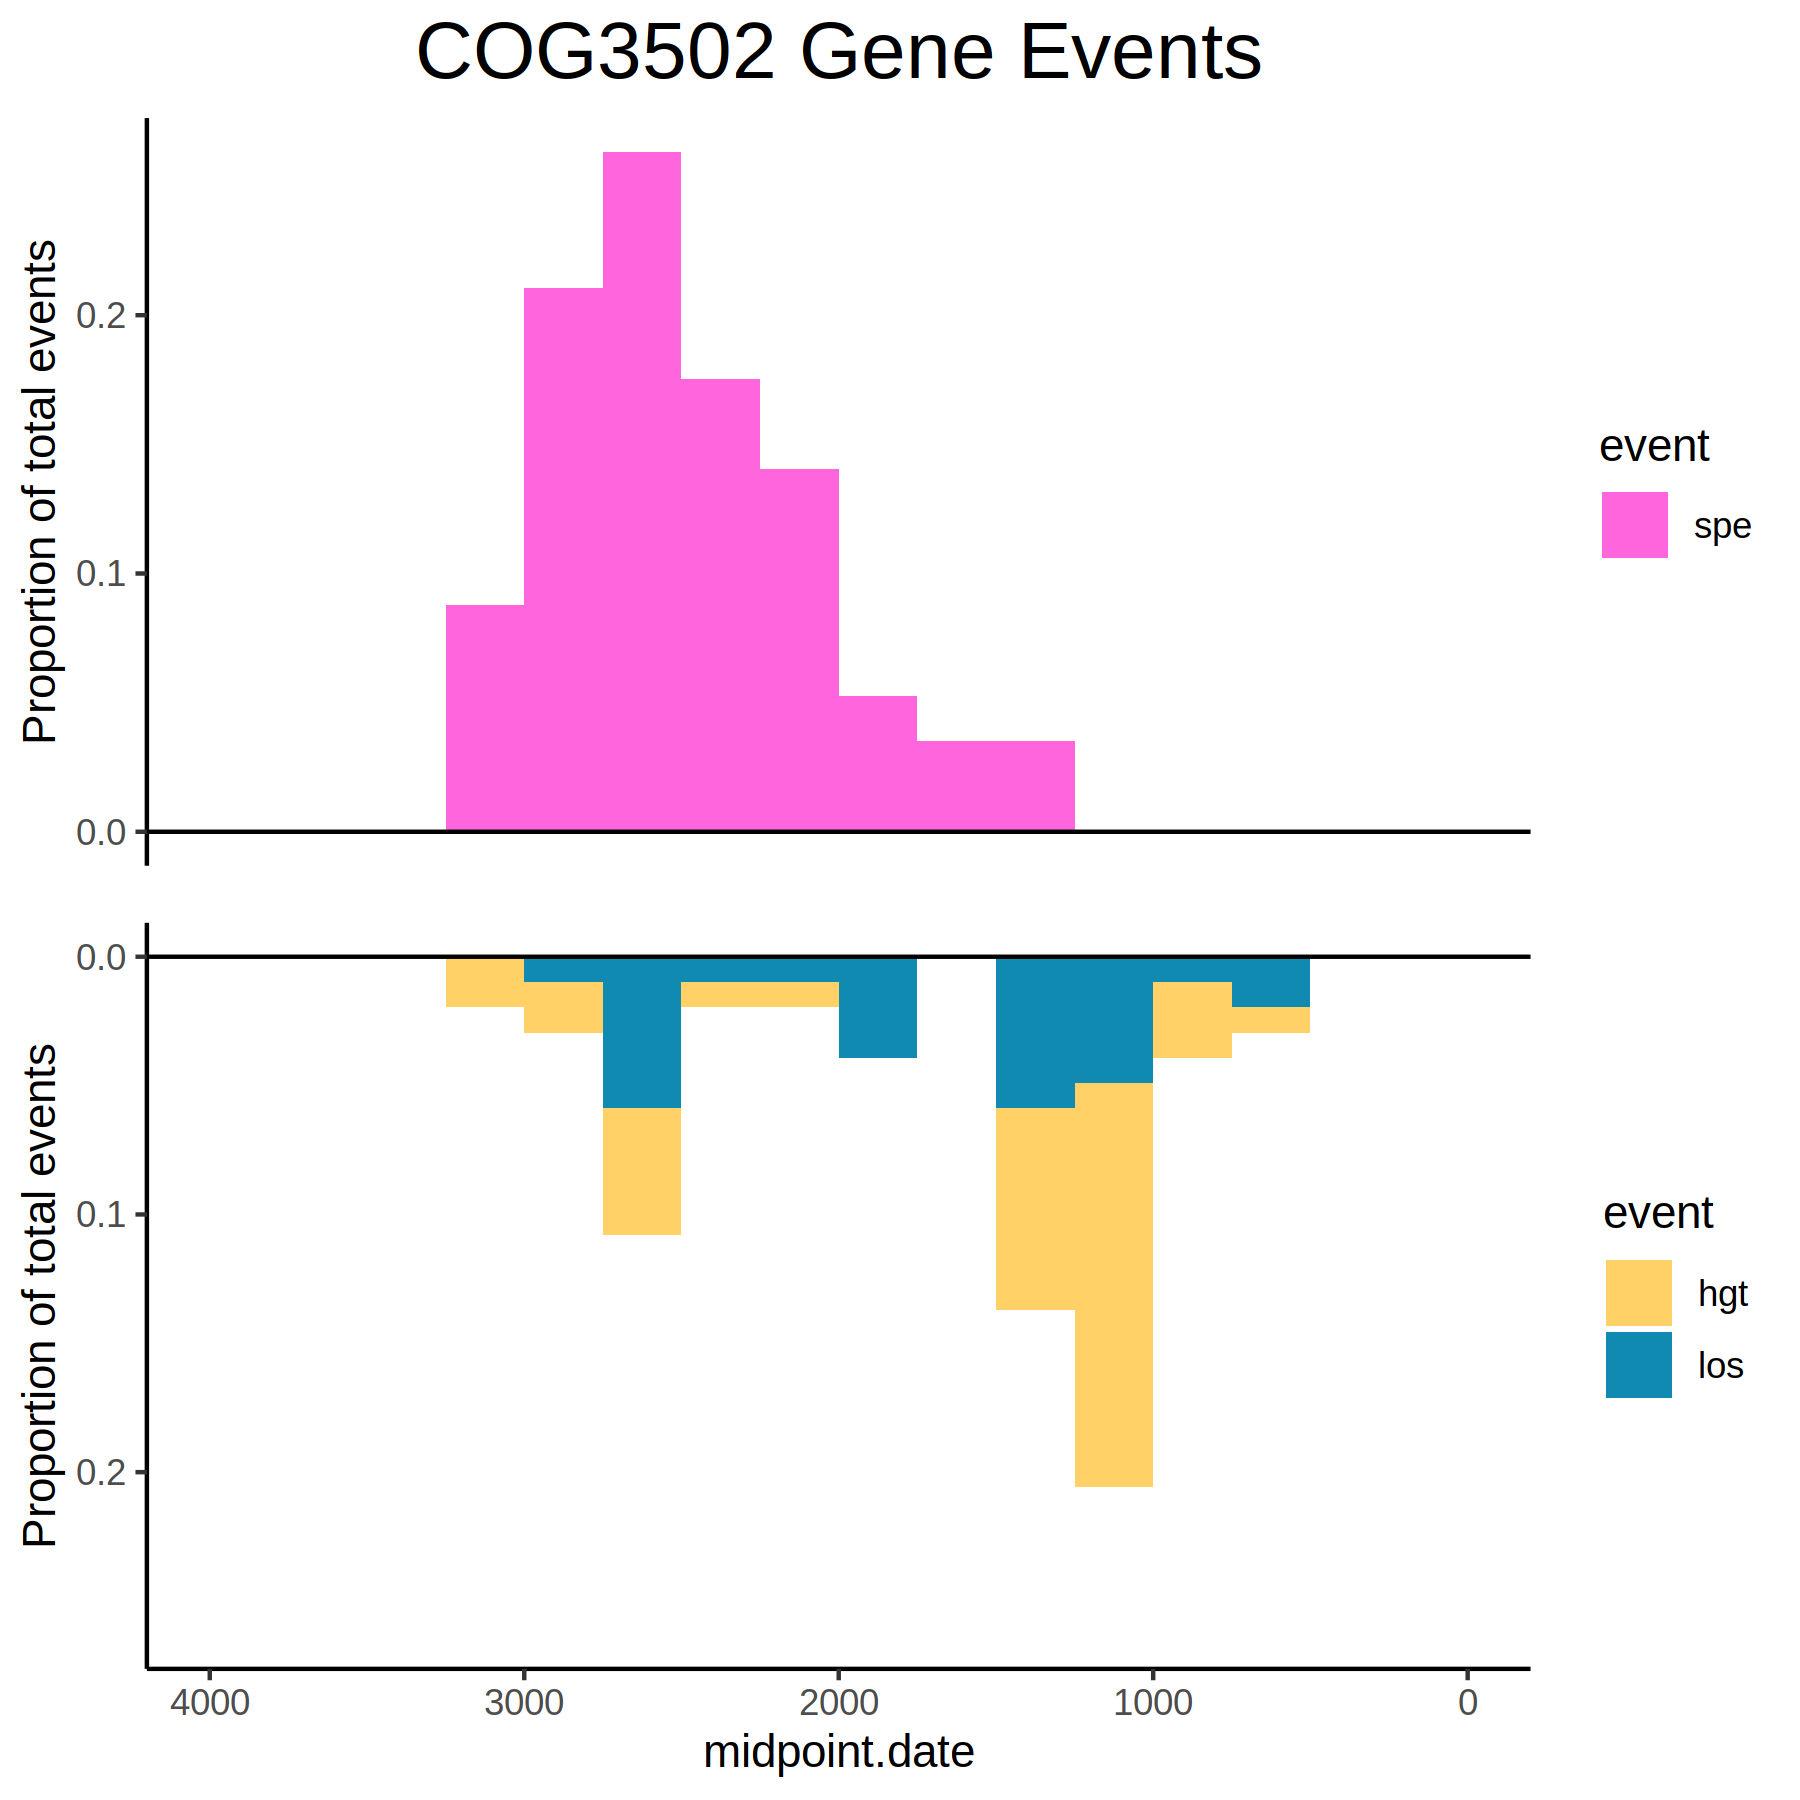 COG3502 Gene Events
Proportion of total events
0.2
0.1
0.0
event
spe
Proportion of total events
0.0
0.1
0.2
event
hgt
los
4000 3000 2000 1000 0
midpoint.date